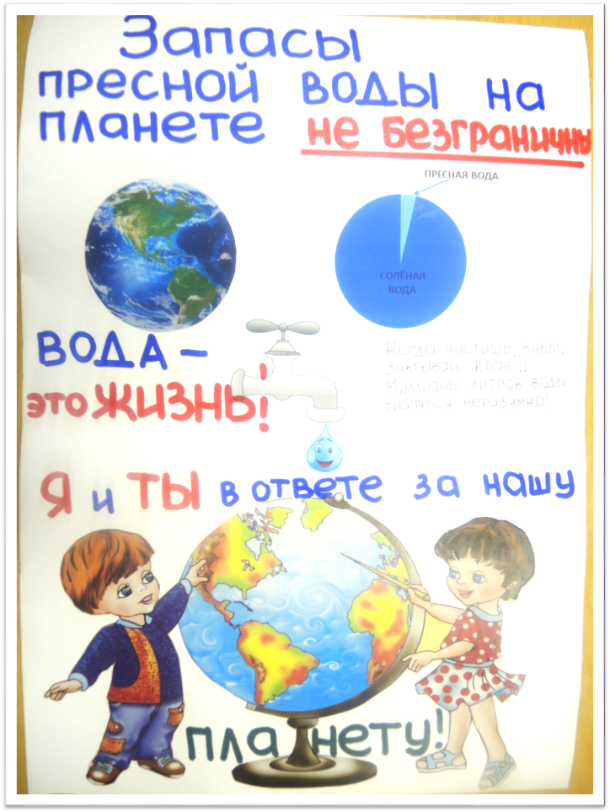 Запасы
пресной воды на
планете не безграничны
ПРЕСНАЯ ВОДА
СОЛЁНАЯ
ВОДА
ВОДА –
это ЖИЗНЬ!
Когда чистишь зубы,
Закрывай кран!!!
литров воды
тратятся неразумно!
Я и ТЫ в ответе за нашу
планету!